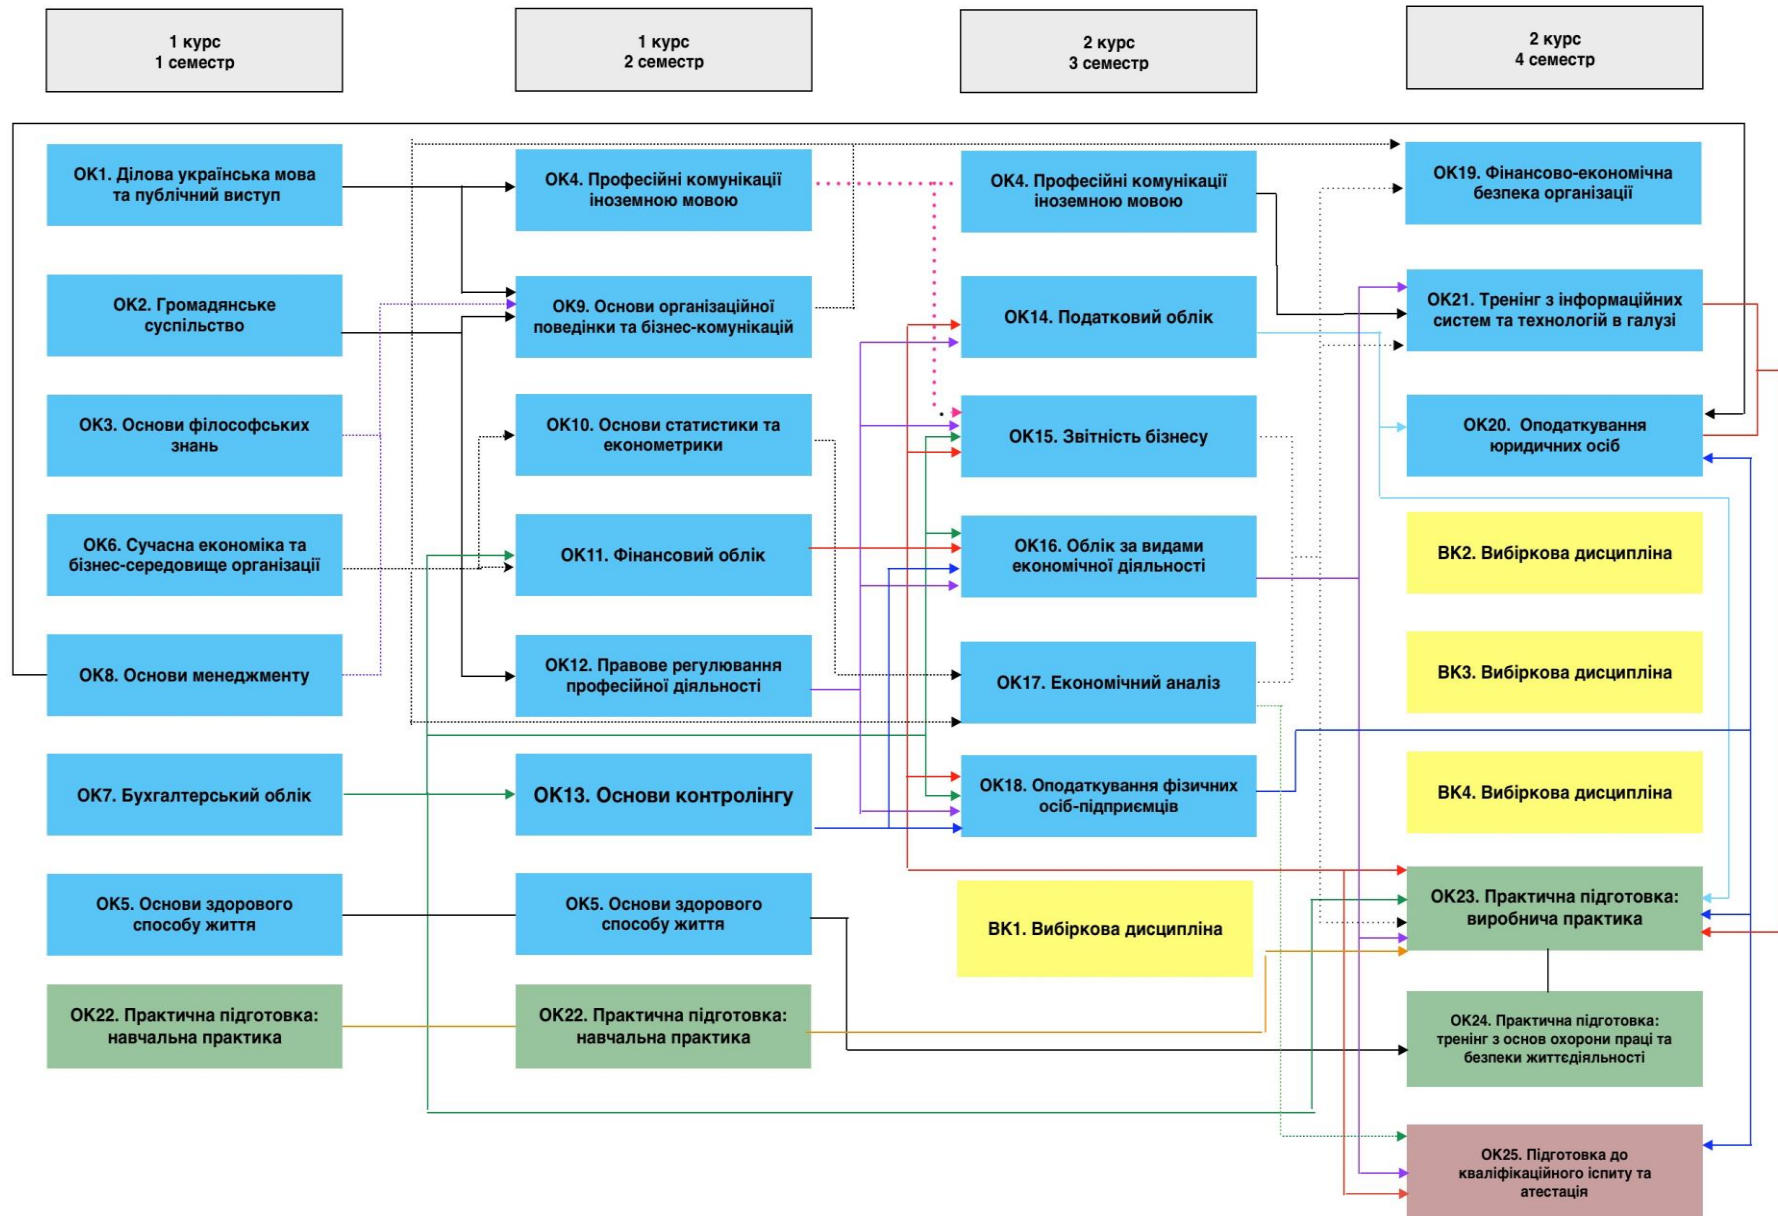 1 курс
1 семестр
1 курс
2 семестр
2 курс
3 семестр
2 курс
4 семестр
ОК1. Ділова українська мова
та публічний виступ
ОК4. Професійні комунікації
іноземною мовою
ОК4. Професійні комунікації
іноземною мовою
ОК19. Фінансово-економічна
безпека організації
ОК2. Громадянське
суспільство
ОК9. Основи організаційної
поведінки та бізнес-комунікацій
ОК14. Податковий облік
ОК21. Тренінг з інформаційних
систем та технологій в галузі
ОК3. Основи філософських
знань
ОК10. Основи статистики та
економетрики
ОК15. Звітність бізнесу
ОК20. Оподаткування
юридичних осіб
ОК6. Сучасна економіка та
бізнес-середовище організації
ОК11. Фінансовий облік
ОК16. Облік за видами
економічної діяльності
ВК2. Вибіркова дисципліна
ОК8. Основи менеджменту
ОК12. Правове регулювання
професійної діяльності
ОК17. Економічний аналіз
ВК3. Вибіркова дисципліна
ОК7. Бухгалтерський облік
ОК13. Основи контролінгу
ОК18. Оподаткування фізичних
осіб-підприємців
ВК4. Вибіркова дисципліна
ОК5. Основи здорового
способу життя
ОК5. Основи здорового
способу життя
ВК1. Вибіркова дисципліна
ОК23. Практична підготовка:
виробнича практика
ОК22. Практична підготовка:
навчальна практика
ОК22. Практична підготовка:
навчальна практика
ОК24. Практична підготовка:
тренінг з основ охорони праці та
безпеки життєдіяльності
ОК25. Підготовка до
кваліфікаційного іспиту та
атестація